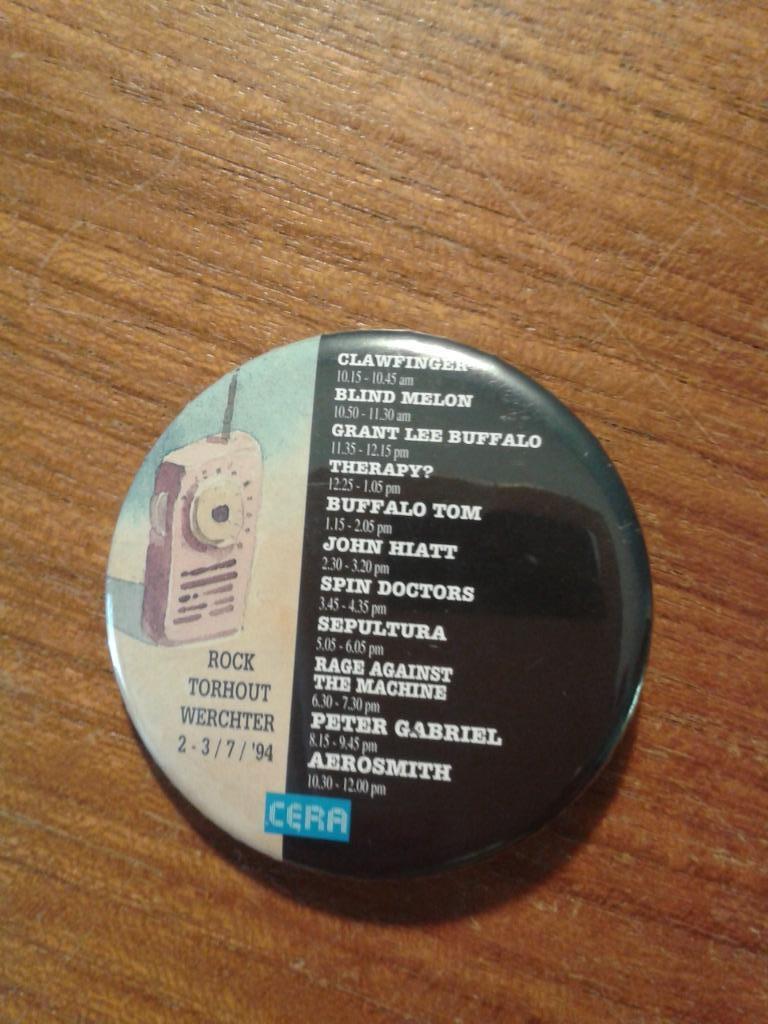 CLAWFINGER
10.15 - 10.45 am
BLIND MELON
10.50 - 11.30 am
GRANT LEE BUFFALO
11.35 - 12.15 pm
THERAPY?
12.25 - 1.05 pm
BUFFALO TOM
1.15 - 2.05 pm
JOHN HIATT
2.30 - 3.20 pm
SPIN DOCTORS
3.45 - 4.35 pm
SEPULTURA
5.05 - 6.05 pm
RAGE AGAINST
THE MACHINE
6.30 - 7.30 pm
PETER GABRIEL
8.15 - 9.45 pm
AEROSMITH
10.30 - 12.00 pm
ROCK
TORHOUT
WERCHTER
2 - 3 / 7 / '94
CERA